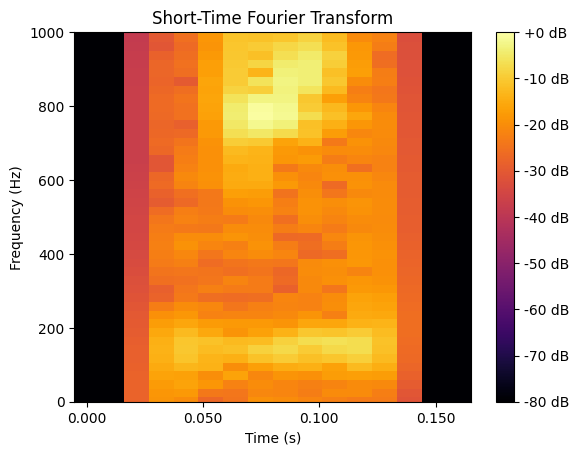 Short-Time Fourier Transform
1000
800
600
400
200
0
Frequency (Hz)
0.000
0.050
0.100
0.150
Time (s)
+0 dB
-10 dB
-20 dB
-30 dB
-40 dB
-50 dB
-60 dB
-70 dB
-80 dB